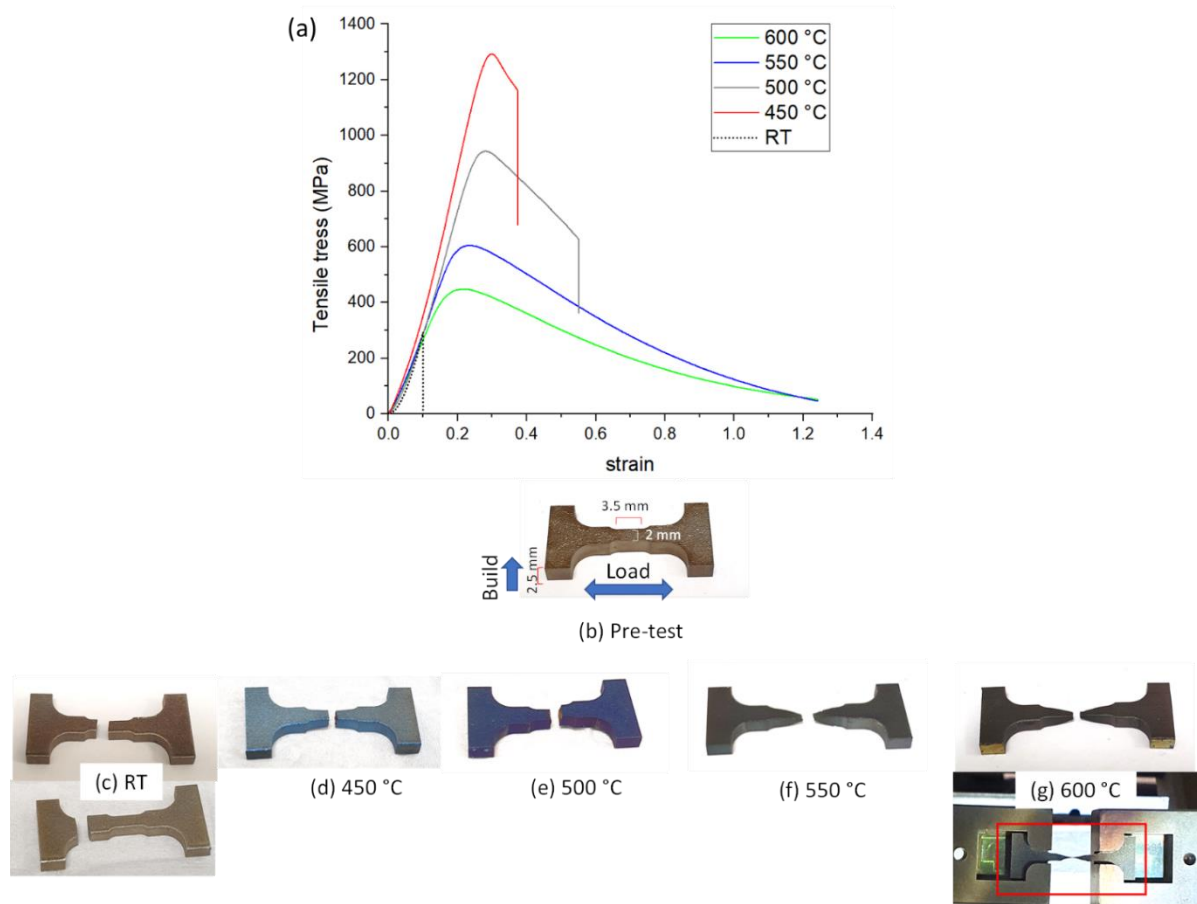 (a)
1400
1200
1000
800
600
400
200
0
Tensile tress (MPa)
600 °C
550 °C
500 °C
450 °C
RT
0.0 0.2 0.4 0.6 0.8 1.0 1.2 1.4
strain
3.5 mm
2 mm
2.5 mm
Build
Load
(b) Pre-test
(c) RT
(d) 450 °C
(e) 500 °C
(f) 550 °C
(g) 600 °C